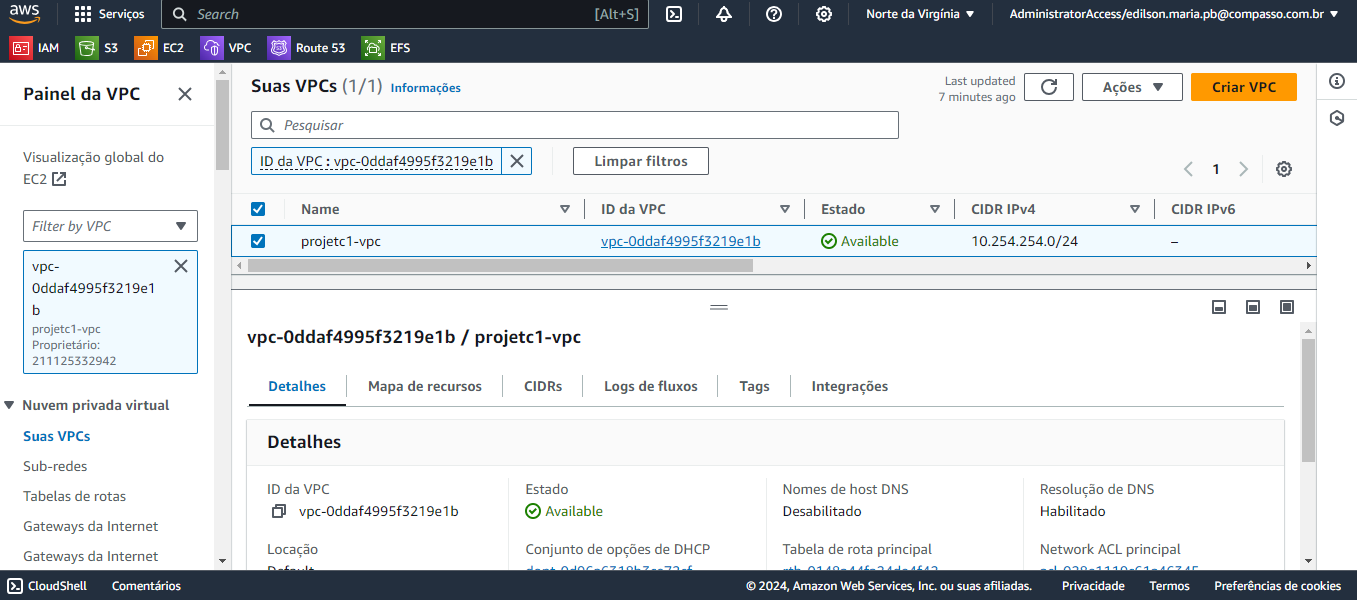 aws
Serviços
Search
[Alt+S]
Norte da Virgínia
AdministratorAccess/edilson.maria.pb@compasso.com.br
IAM
S3
EC2
VPC
Route 53
EFS
Painel da VPC
Visualização global do
EC2
Filter by VPC
vpc-
0ddaf4995f3219e1
b
projetc1-vpc
Proprietário:
211125332942
Nuvem privada virtual
Suas VPCs
Sub-redes
Tabelas de rotas
Gateways da Internet
Gateways da Internet
Suas VPCs (1/1) Informações
Last updated
7 minutes ago
Ações
Criar VPC
Pesquisar
ID da VPC : vpc-0ddaf4995f3219e1b
Limpar filtros
1
Name
ID da VPC
Estado
CIDR IPv4
CIDR IPv6
projetc1-vpc
vpc-0ddaf4995f3219e1b
Available
10.254.254.0/24
–
vpc-0ddaf4995f3219e1b / projetc1-vpc
Detalhes
Mapa de recursos
CIDRs
Logs de fluxos
Tags
Integrações
Detalhes
ID da VPC
vpc-0ddaf4995f3219e1b
Estado
Available
Nomes de host DNS
Desabilitado
Resolução de DNS
Habilitado
Locação
Default
Conjunto de opções de DHCP
Tabela de rota principal
Network ACL principal
CloudShell
Comentários
© 2024, Amazon Web Services, Inc. ou suas afiliadas.
Privacidade
Termos
Preferências de cookies